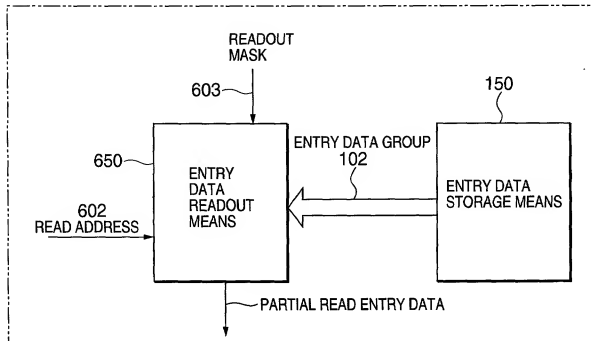 READOUT
MASK
603
150
650
ENTRY DATA GROUP
102
ENTRY
DATA
READOUT
MEANS
ENTRY DATA
STORAGE MEANS
602
READ ADDRESS
PARTIAL READ ENTRY DATA